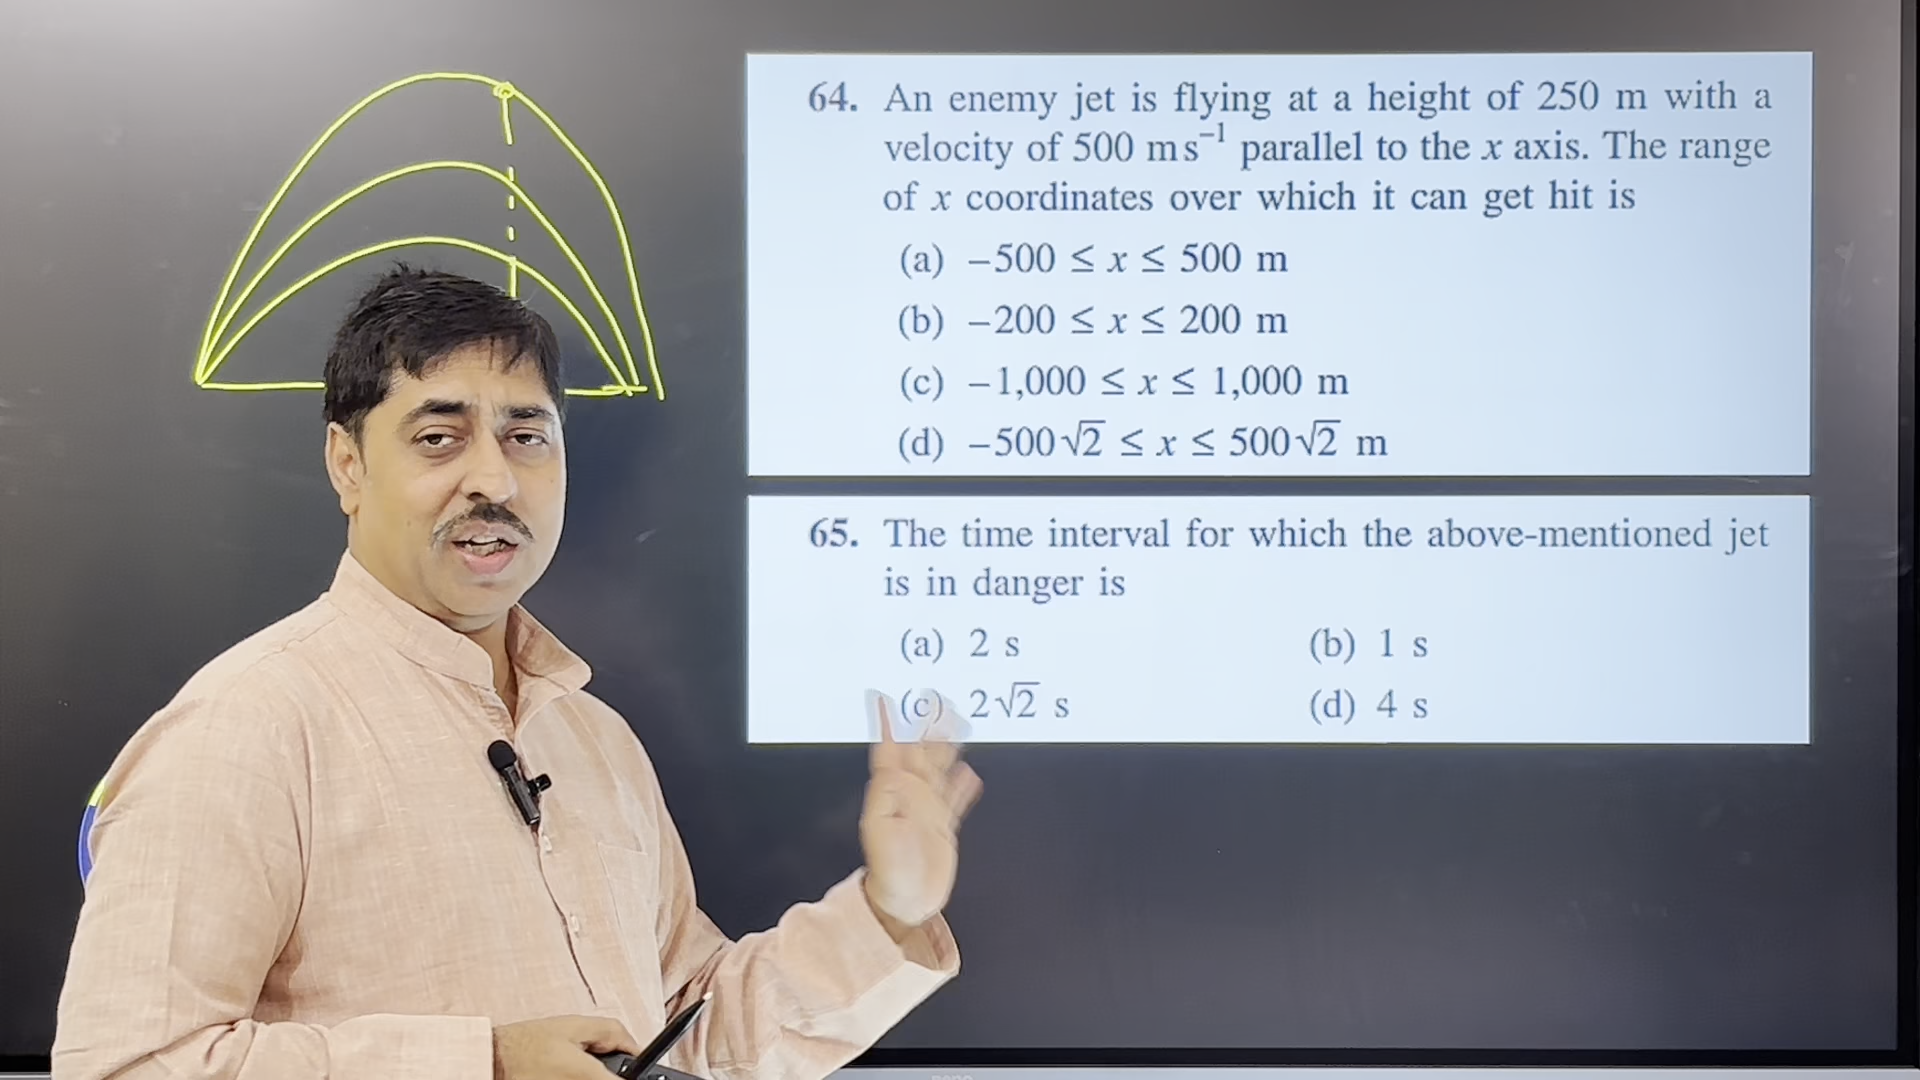 64. An enemy jet is flying at a height of 250 m with a
velocity of 500 m s⁻¹ parallel to the x axis. The range
of x coordinates over which it can get hit is
(a) −500 ≤ x ≤ 500 m
(b) −200 ≤ x ≤ 200 m
(c) −1,000 ≤ x ≤ 1,000 m
(d) −500√2 ≤ x ≤ 500√2 m
65. The time interval for which the above-mentioned jet
is in danger is
(a) 2 s (b) 1 s
(c) 2√2 s (d) 4 s